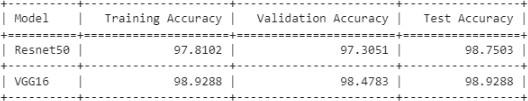 | Model | Training Accuracy | Validation Accuracy | Test Accuracy |
| Resnet50 | 97.8102 | 97.3051 | 98.7503 |
| VGG16 | 98.9288 | 98.4783 | 98.9288 |